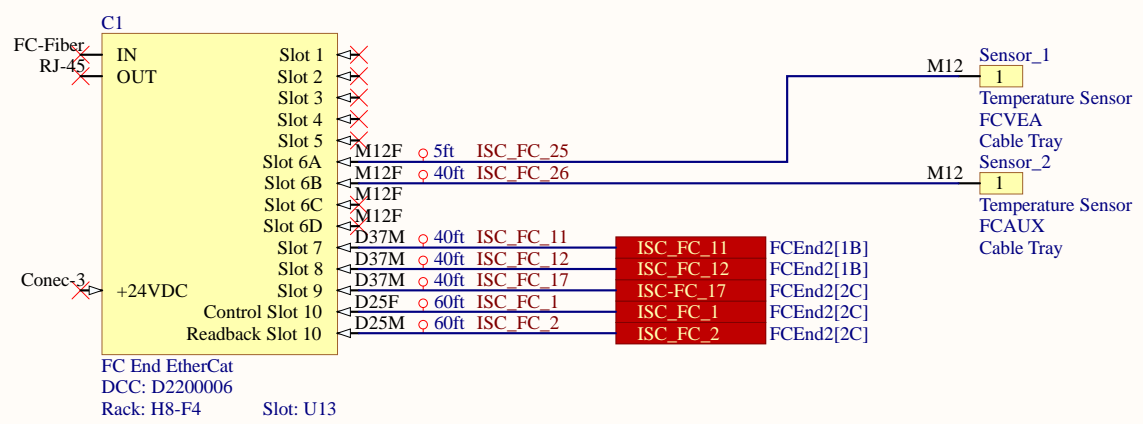 C1
FC-Fiber IN Slot 1 Sensor_1
RJ-45 OUT Slot 2 M12 1
Slot 3 Temperature Sensor
Slot 4 FCVEA
Slot 5 Cable Tray
Slot 6A M12F 5ft ISC_FC_25 Sensor_2
Slot 6B M12F 40ft ISC_FC_26 M12 1
Slot 6C M12F Temperature Sensor
Slot 6D M12F FCAUX
Slot 7 D37M 40ft ISC_FC_11 ISC_FC_11 FCEnd2[1B] Cable Tray
Slot 8 D37M 40ft ISC_FC_12 ISC_FC_12 FCEnd2[1B]
Conec-3 +24VDC Slot 9 D37M 40ft ISC_FC_17 ISC-FC_17 FCEnd2[2C]
Control Slot 10 D25F 60ft ISC_FC_1 ISC_FC_1 FCEnd2[2C]
Readback Slot 10 D25M 60ft ISC_FC_2 ISC_FC_2 FCEnd2[2C]
FC End EtherCat
DCC: D2200006
Rack: H8-F4 Slot: U13